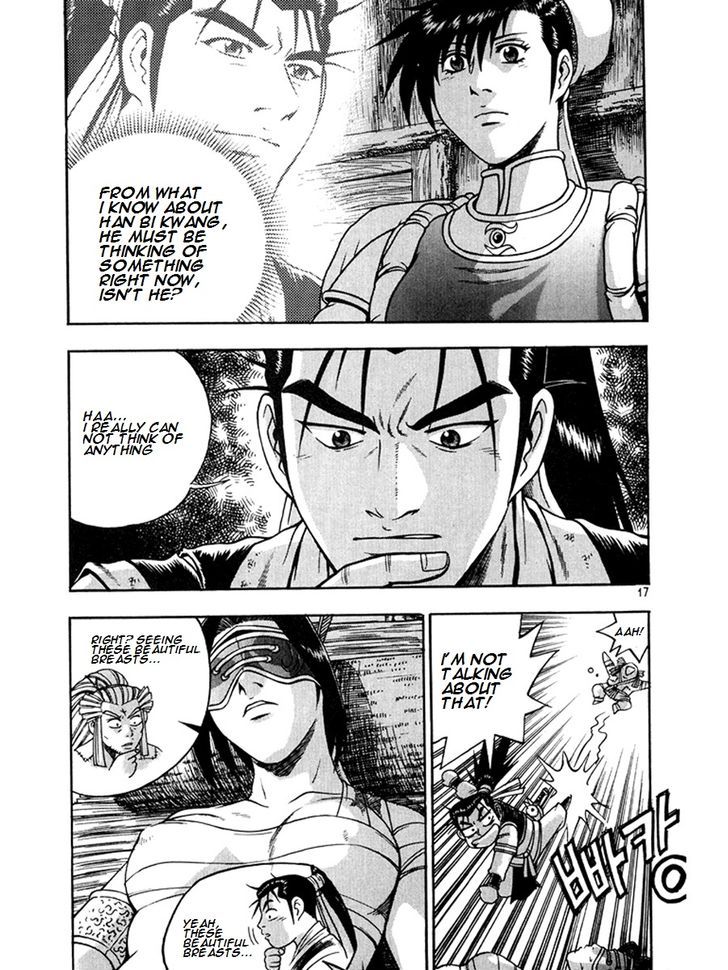 FROM WHAT
I KNOW ABOUT
HAN BI KWANG,
HE MUST BE
THINKING OF
SOMETHING
RIGHT NOW,
ISN'T HE?
HAA...
I REALLY CAN
NOT THINK OF
ANYTHING
17
RIGHT? SEEING
THESE BEAUTIFUL
BREASTS...
YEAH,
THESE
BEAUTIFUL
BREASTS...
AAH!
I'M NOT
TALKING
ABOUT
THAT!
빠캉